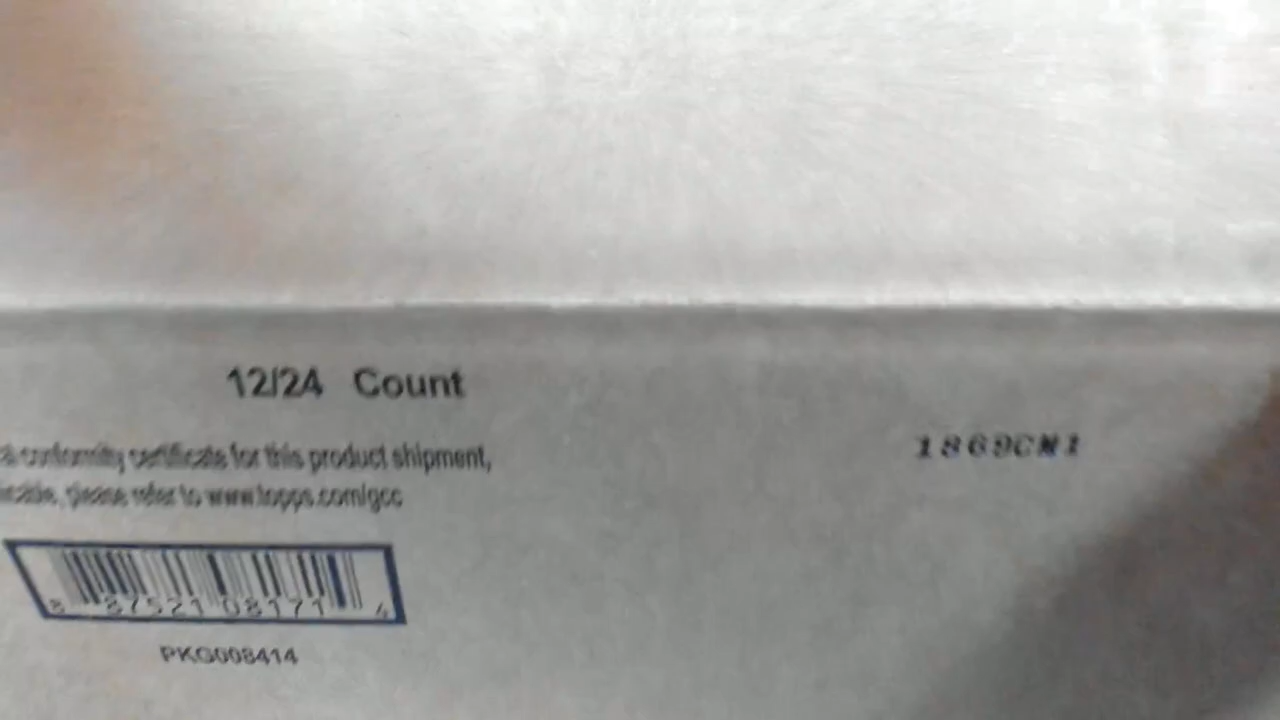 12/24 Count
a conformity certificate for this product shipment,
please refer to www.topps.com/gcc
1869CN1
8 87521 08171 4
PKG008414